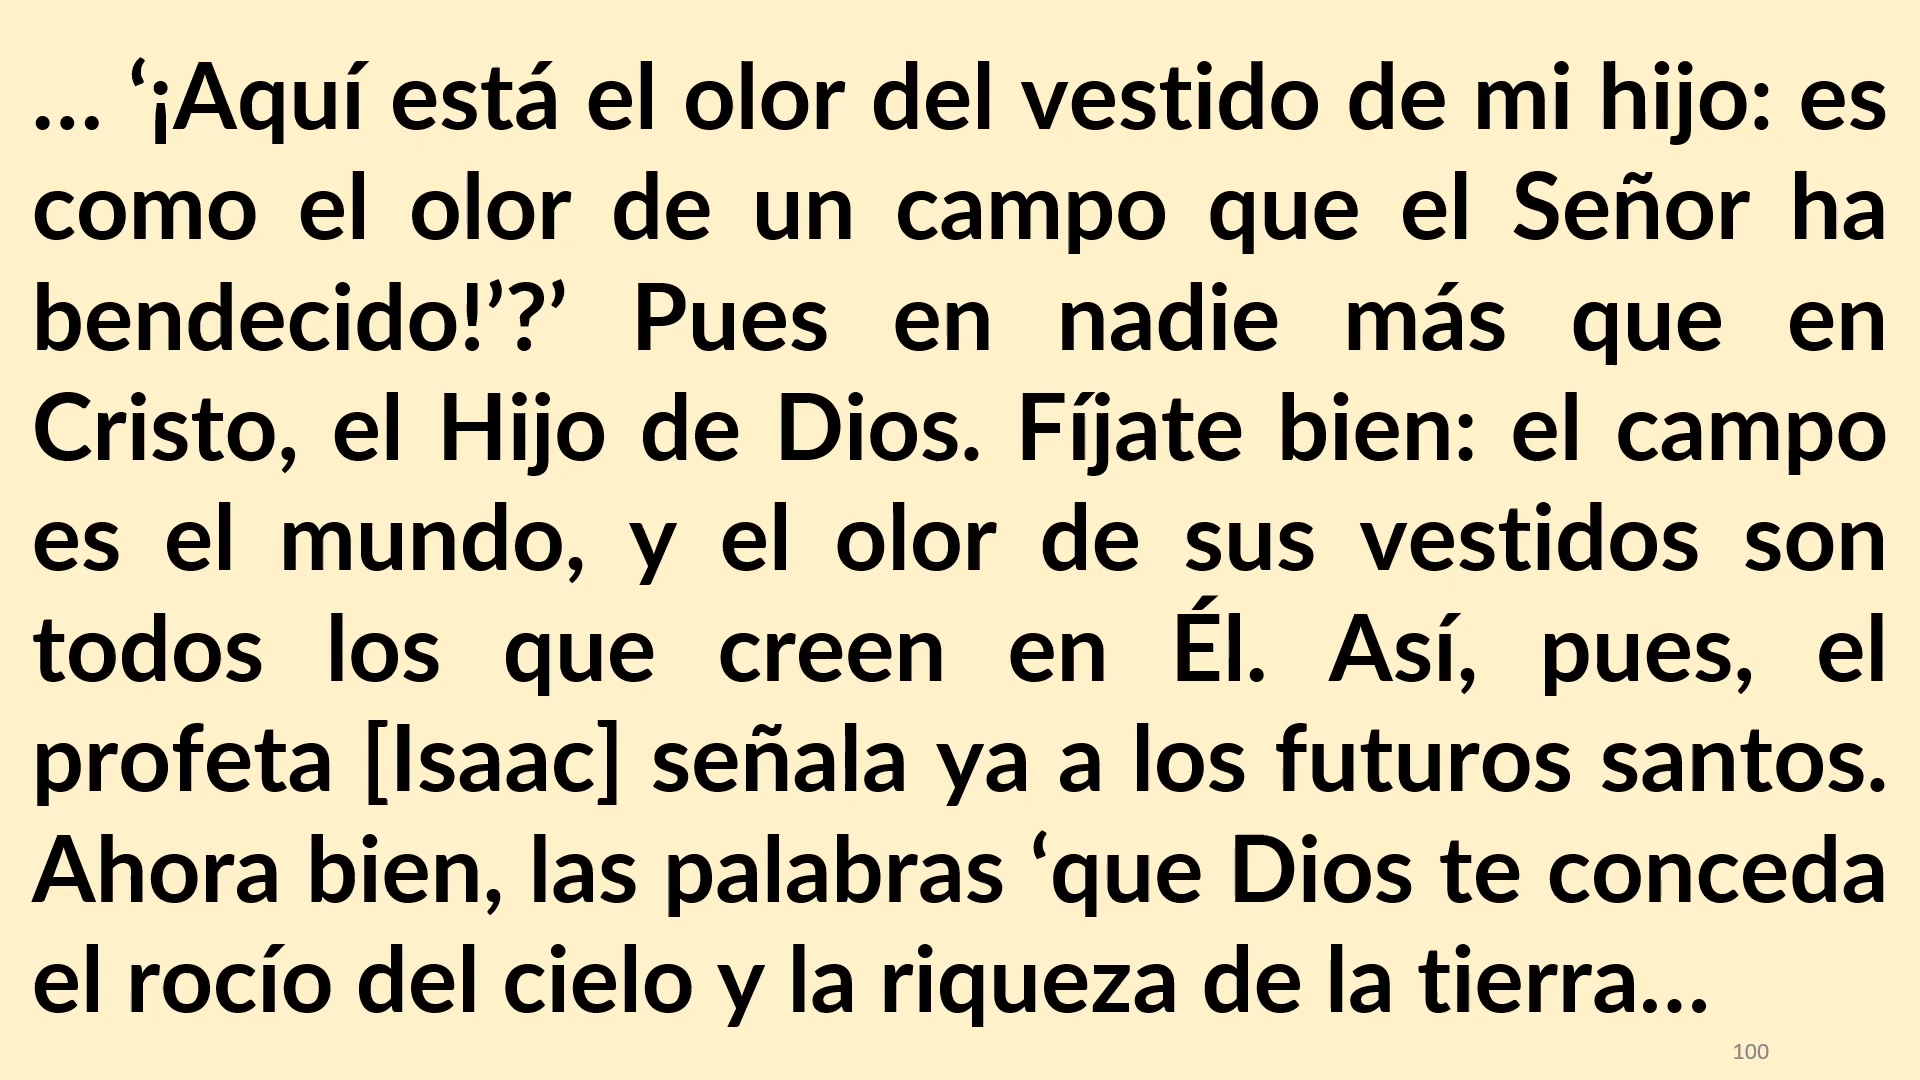 … ‘¡Aquí está el olor del vestido de mi hijo: es
como el olor de un campo que el Señor ha
bendecido!’?’ Pues en nadie más que en
Cristo, el Hijo de Dios. Fíjate bien: el campo
es el mundo, y el olor de sus vestidos son
todos los que creen en Él. Así, pues, el
profeta [Isaac] señala ya a los futuros santos.
Ahora bien, las palabras ‘que Dios te conceda
el rocío del cielo y la riqueza de la tierra…
100